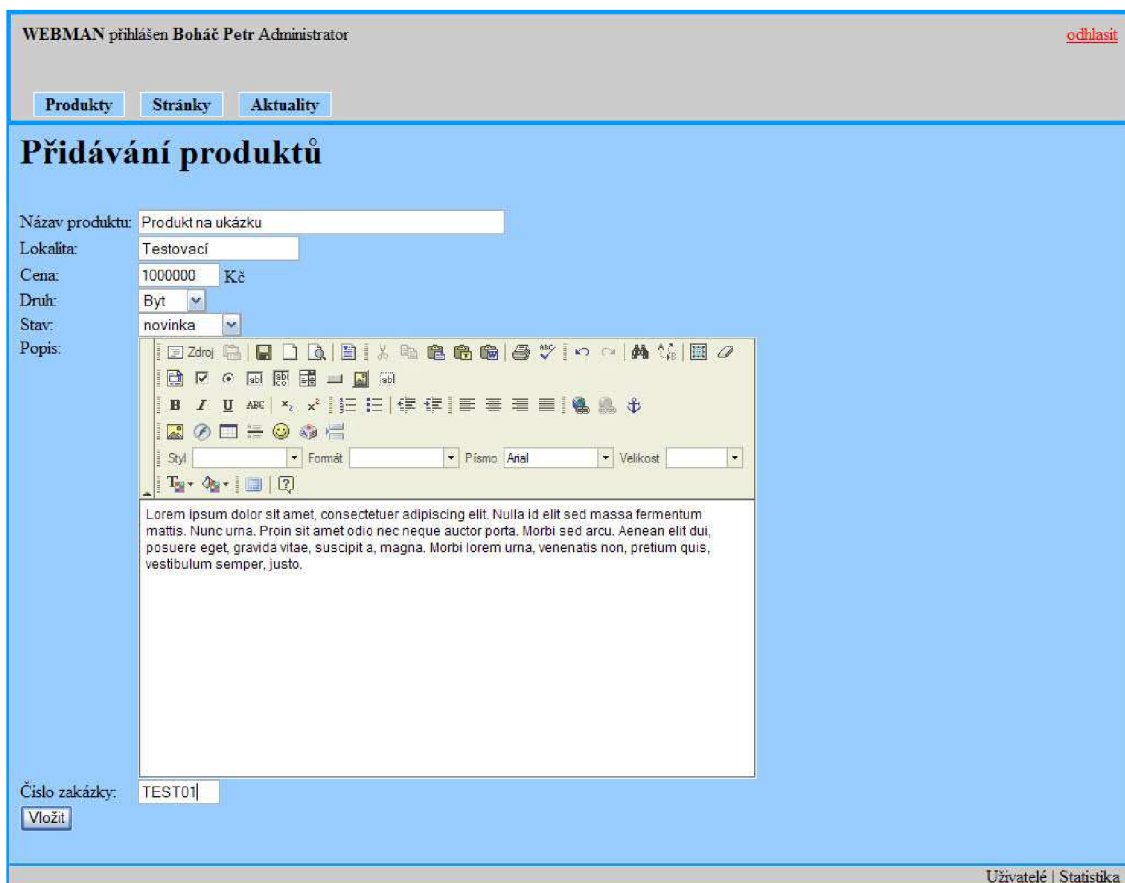 WEBMAN přihlášen Boháč Petr Administrator odhlasit
Produkty Stránky Aktuality
Přidávání produktů
Název produktu: Produkt na ukázku
Lokalita: Testovací
Cena: 1000000 Kč
Druh: Byt
Stav: novinka
Popis: Zdroj
Styl Formát Písmo Arial Velikost
Lorem ipsum dolor sit amet, consectetuer adipiscing elit. Nulla id elit sed massa fermentum
mattis. Nunc urna. Proin sit amet odio nec neque auctor porta. Morbi sed arcu. Aenean elit dui,
posuere eget, gravida vitae, suscipit a, magna. Morbi lorem urna, venenatis non, pretium quis,
vestibulum semper, justo.
Číslo zakázky: TEST01
Vložit
Uživatelé | Statistika